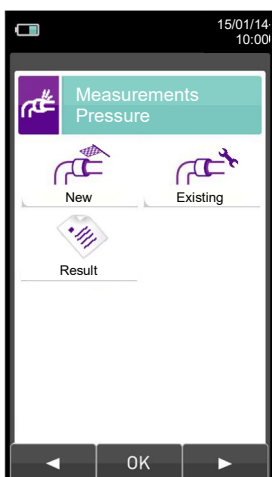 15/01/14
10:00
Measurements
Pressure
New
Existing
Result
OK